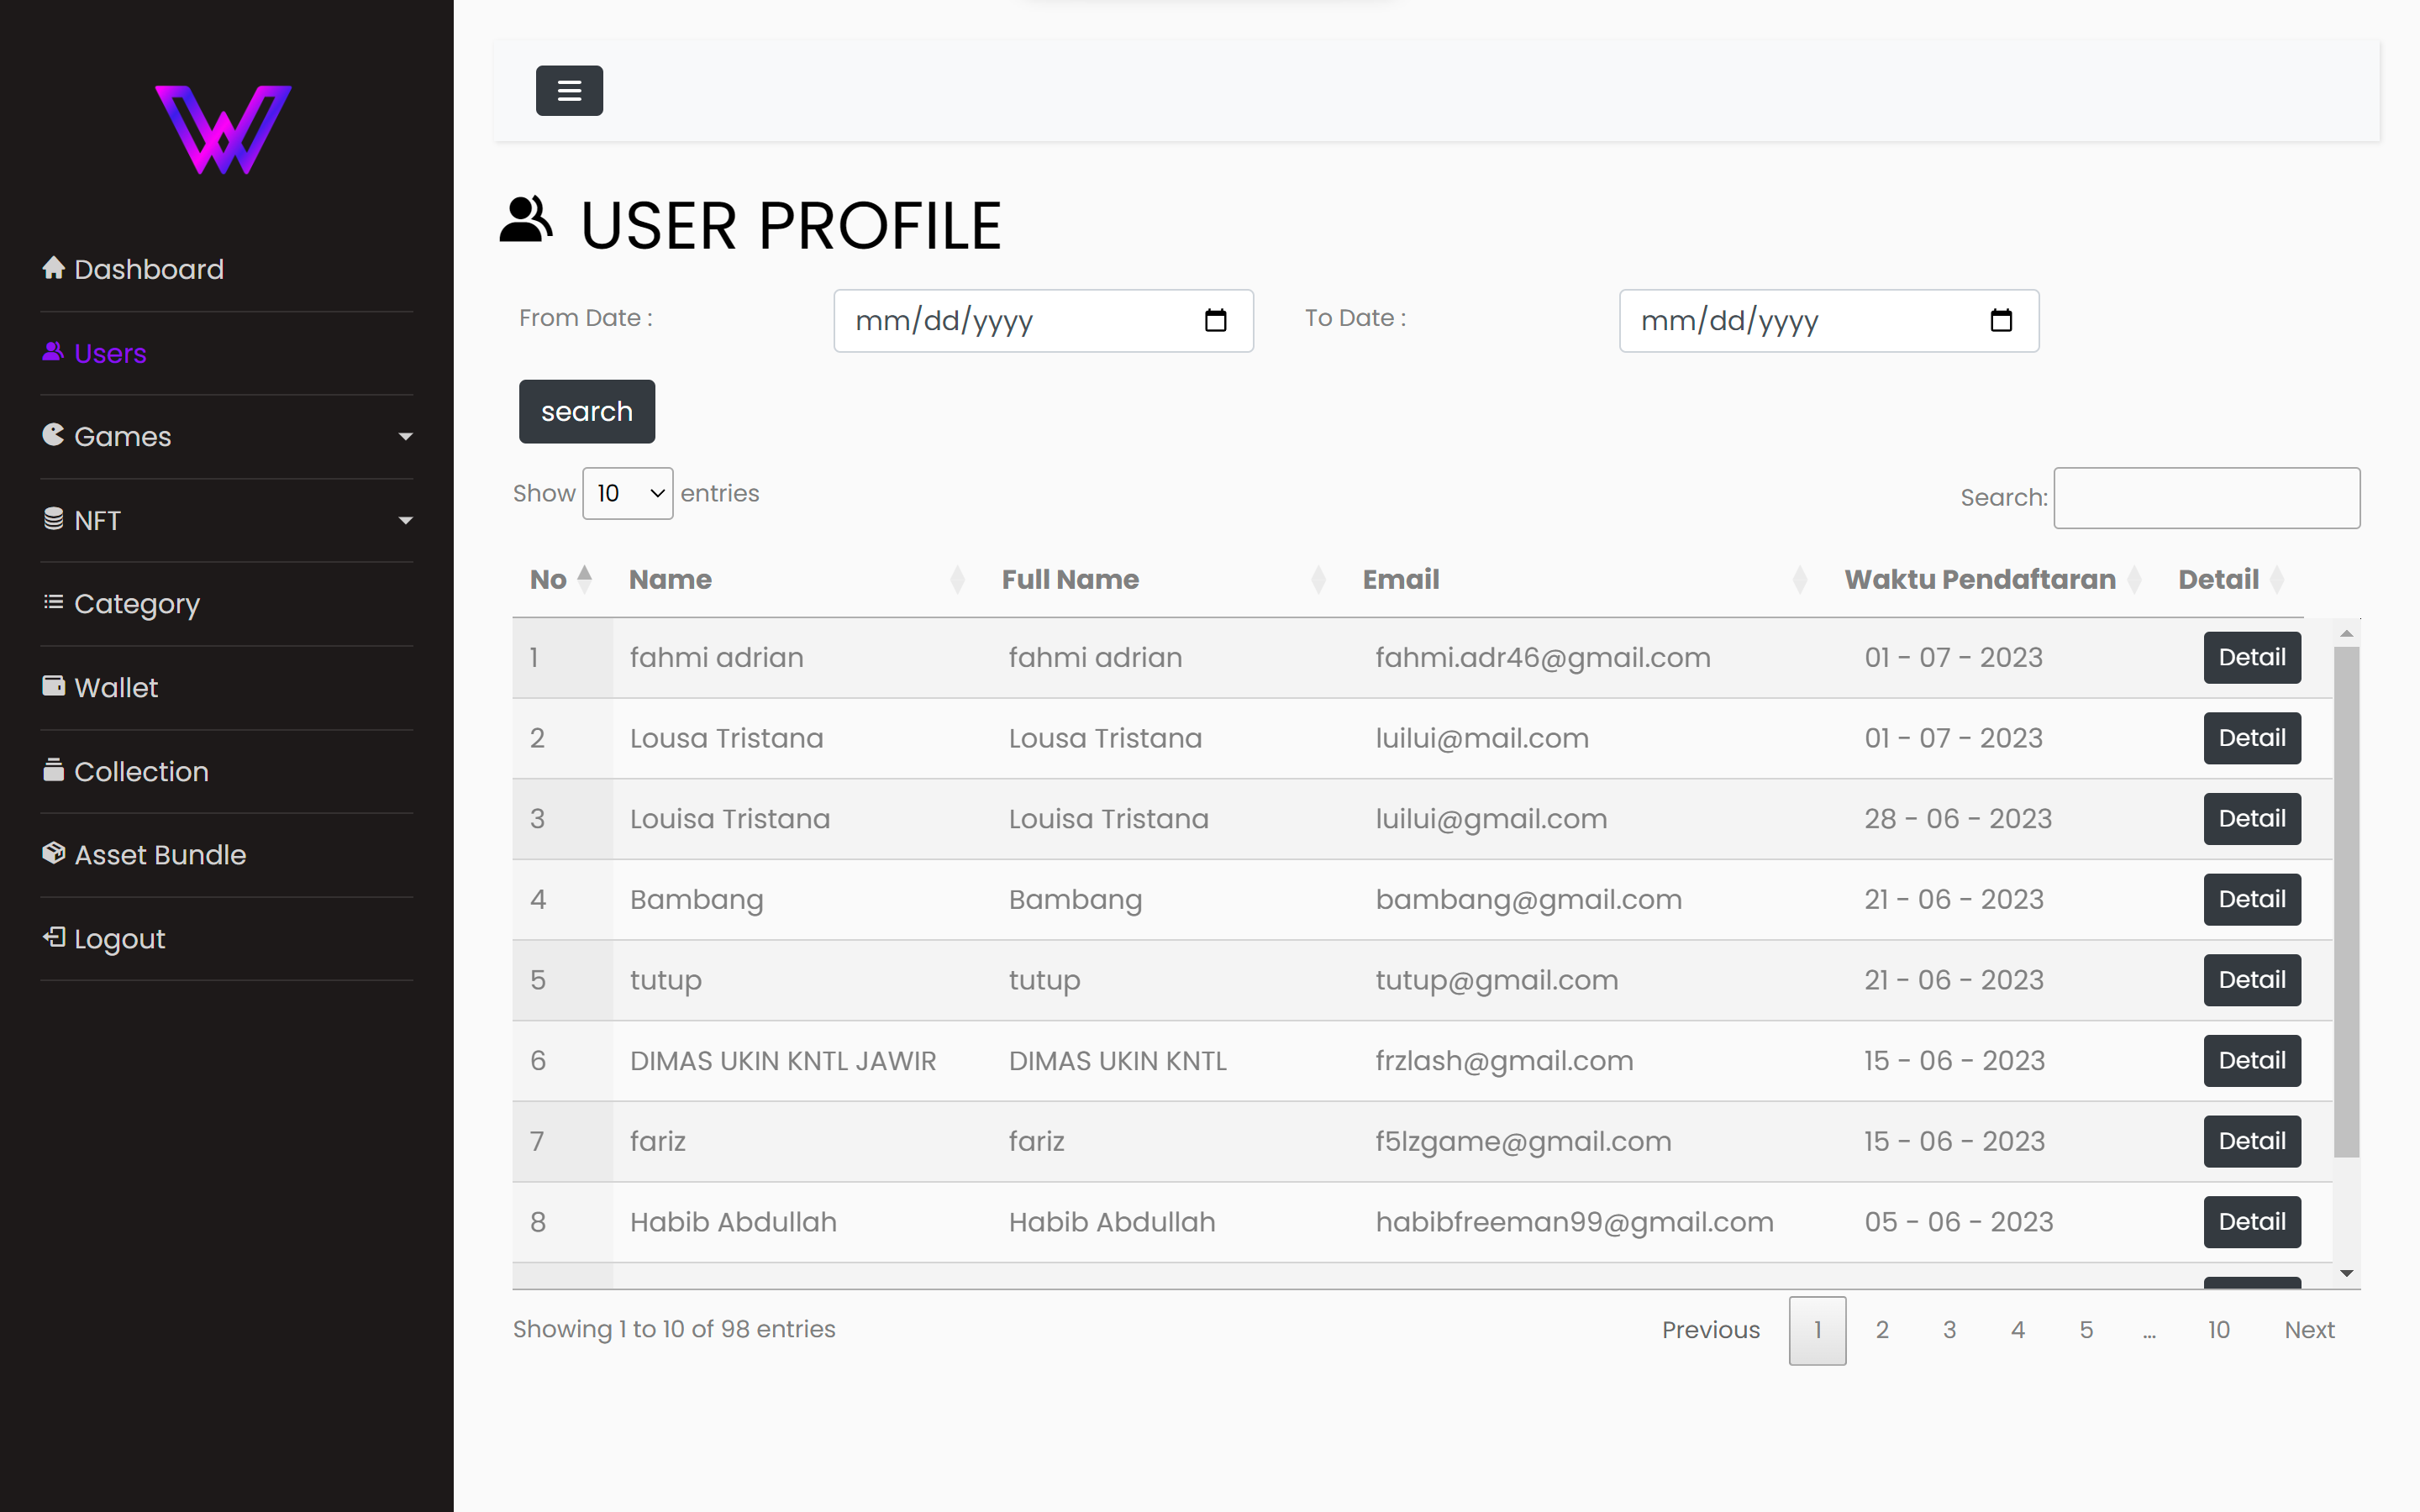 Dashboard
Users
Games
NFT
Category
Wallet
Collection
Asset Bundle
Logout
USER PROFILE
From Date : mm/dd/yyyy To Date : mm/dd/yyyy
search
Show 10 entries Search:
No Name Full Name Email Waktu Pendaftaran Detail
1 fahmi adrian fahmi adrian fahmi.adr46@gmail.com 01 - 07 - 2023 Detail
2 Lousa Tristana Lousa Tristana luilui@mail.com 01 - 07 - 2023 Detail
3 Louisa Tristana Louisa Tristana luilui@gmail.com 28 - 06 - 2023 Detail
4 Bambang Bambang bambang@gmail.com 21 - 06 - 2023 Detail
5 tutup tutup tutup@gmail.com 21 - 06 - 2023 Detail
6 DIMAS UKIN KNTL JAWIR DIMAS UKIN KNTL frzlash@gmail.com 15 - 06 - 2023 Detail
7 fariz fariz f5lzgame@gmail.com 15 - 06 - 2023 Detail
8 Habib Abdullah Habib Abdullah habibfreeman99@gmail.com 05 - 06 - 2023 Detail
Showing 1 to 10 of 98 entries Previous 1 2 3 4 5 … 10 Next